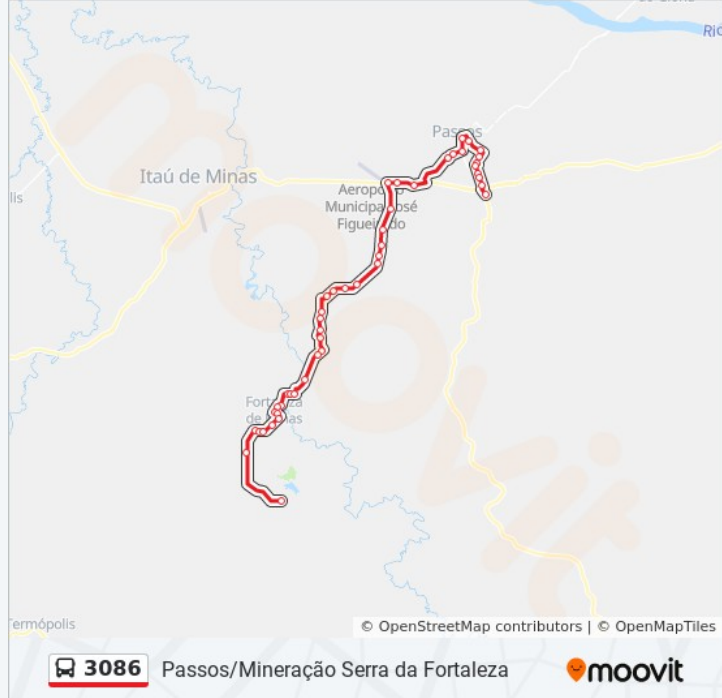 Rio
Passos
Itaú de Minas
lis
Aeroporto
Municipal José
Figueiredo
Fortaleza
de Minas
Termópolis
moovit
© OpenStreetMap contributors | © OpenMapTiles
3086 Passos/Mineração Serra da Fortaleza moovit